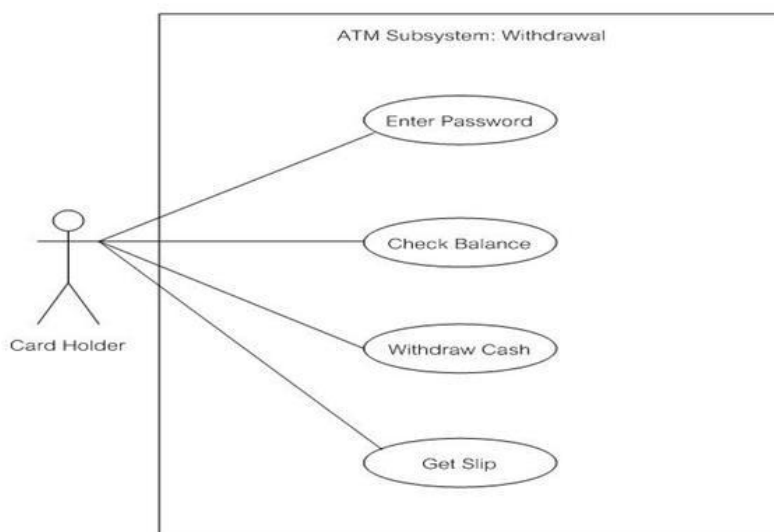 ATM Subsystem: Withdrawal
Enter Password
Check Balance
Withdraw Cash
Card Holder
Get Slip